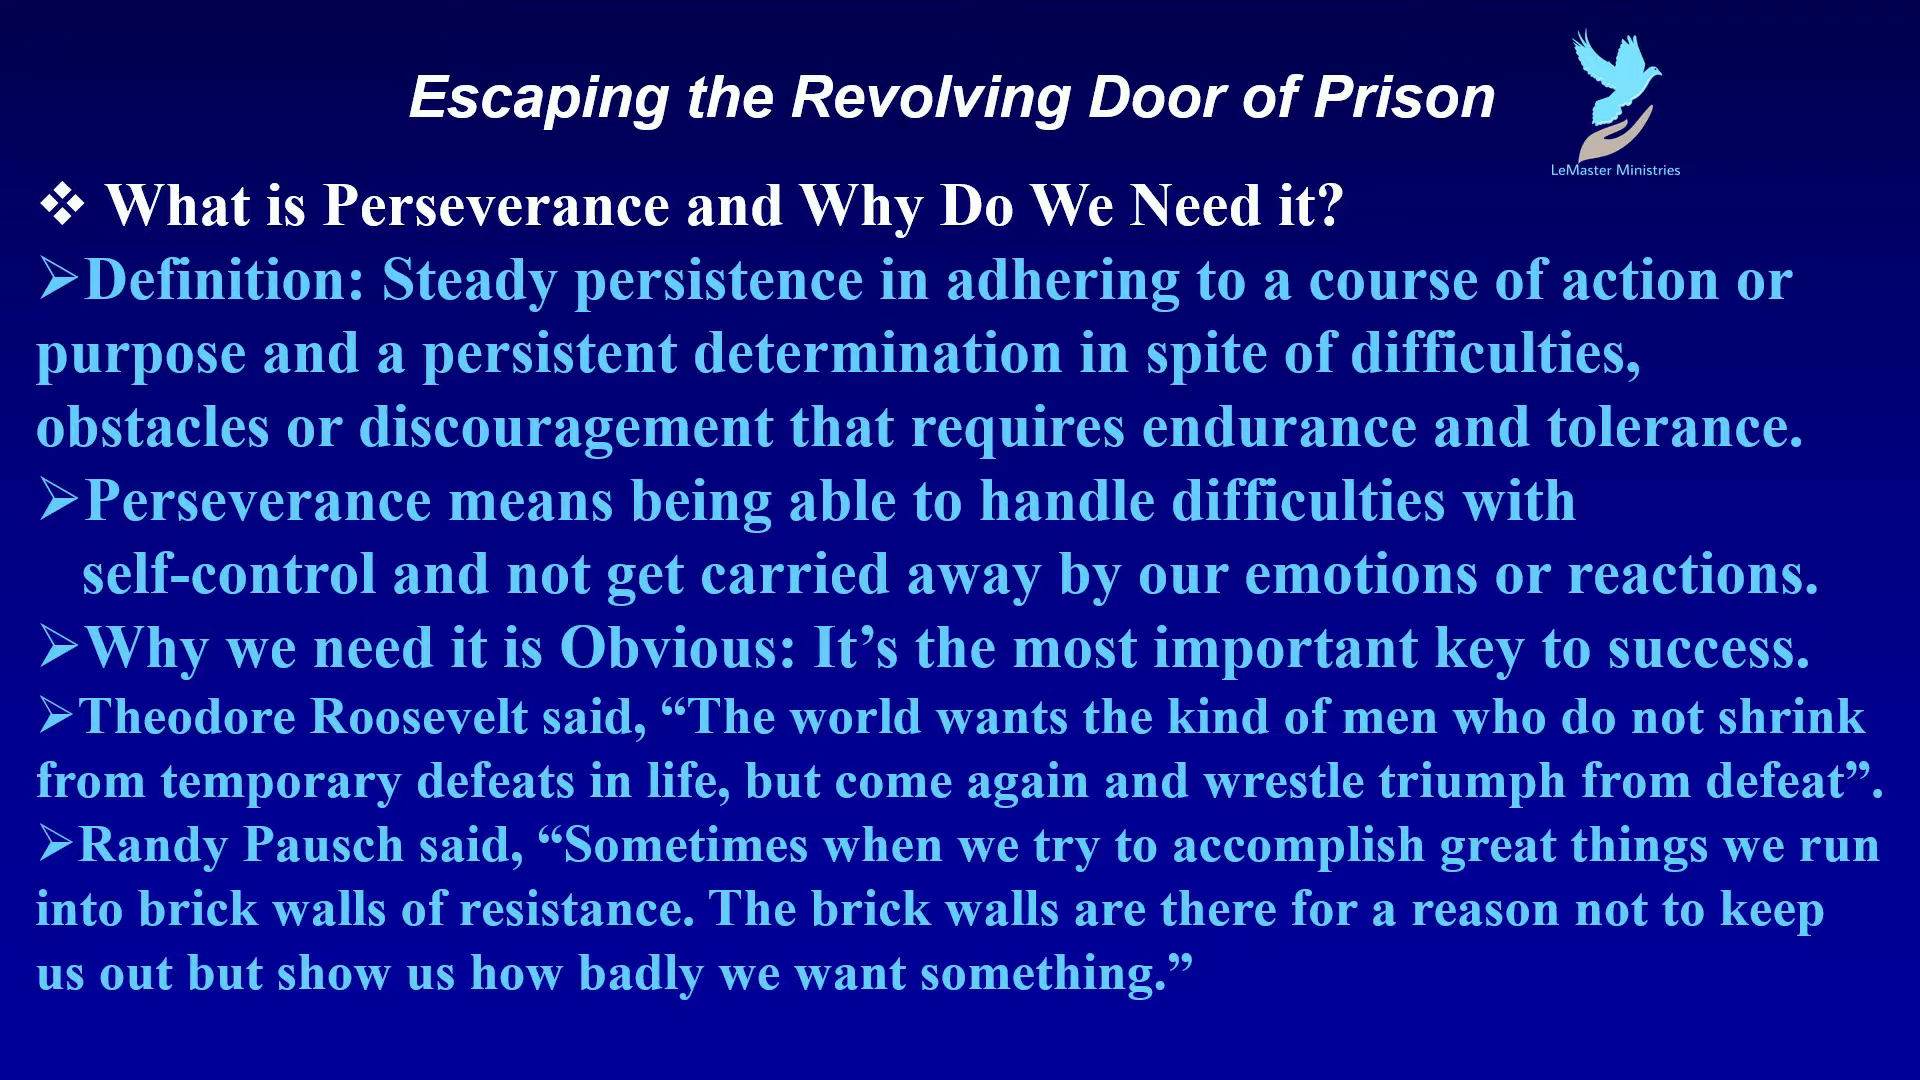 Escaping the Revolving Door of Prison
LeMaster Ministries
❖ What is Perseverance and Why Do We Need it?
➢Definition: Steady persistence in adhering to a course of action or
purpose and a persistent determination in spite of difficulties,
obstacles or discouragement that requires endurance and tolerance.
➢Perseverance means being able to handle difficulties with
self-control and not get carried away by our emotions or reactions.
➢Why we need it is Obvious: It’s the most important key to success.
➢Theodore Roosevelt said, “The world wants the kind of men who do not shrink
from temporary defeats in life, but come again and wrestle triumph from defeat”.
➢Randy Pausch said, “Sometimes when we try to accomplish great things we run
into brick walls of resistance. The brick walls are there for a reason not to keep
us out but show us how badly we want something.”